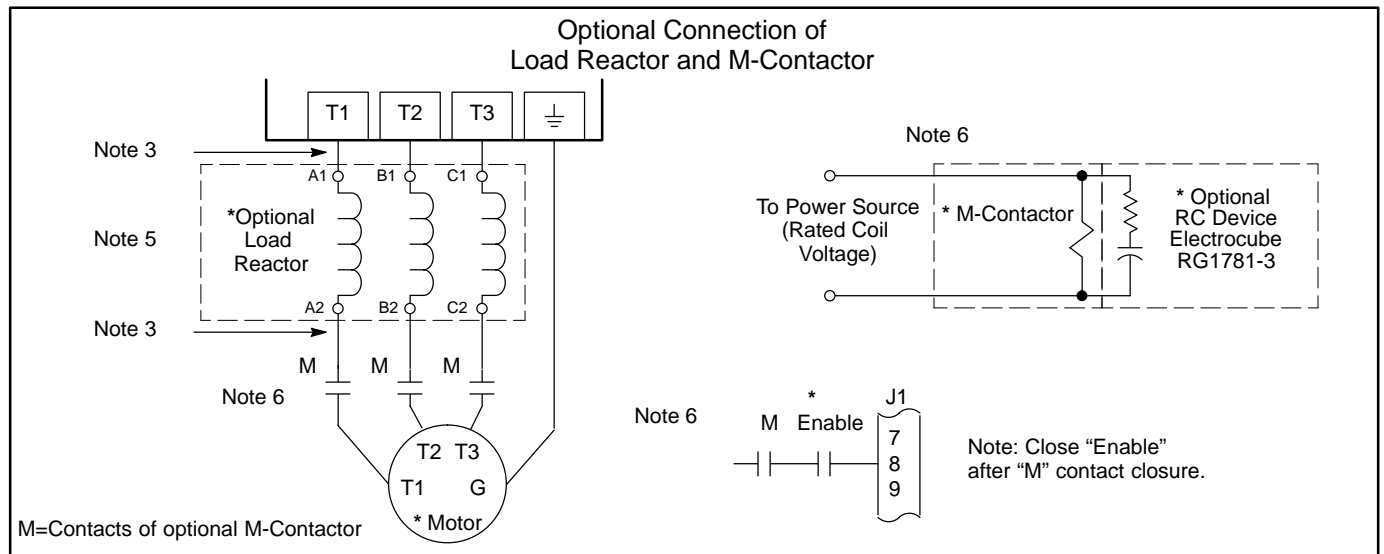 Optional Connection of
Load Reactor and M-Contactor
T1 T2 T3
Note 3
A1 B1 C1
*Optional
Load
Reactor
Note 5
A2 B2 C2
Note 3
M M M
Note 6
T2 T3
T1 G
* Motor
M=Contacts of optional M-Contactor
Note 6
To Power Source
(Rated Coil
Voltage)
* M-Contactor
* Optional
RC Device
Electrocube
RG1781-3
Note 6
*
M Enable
J1
7
8
9
Note: Close “Enable”
after “M” contact closure.